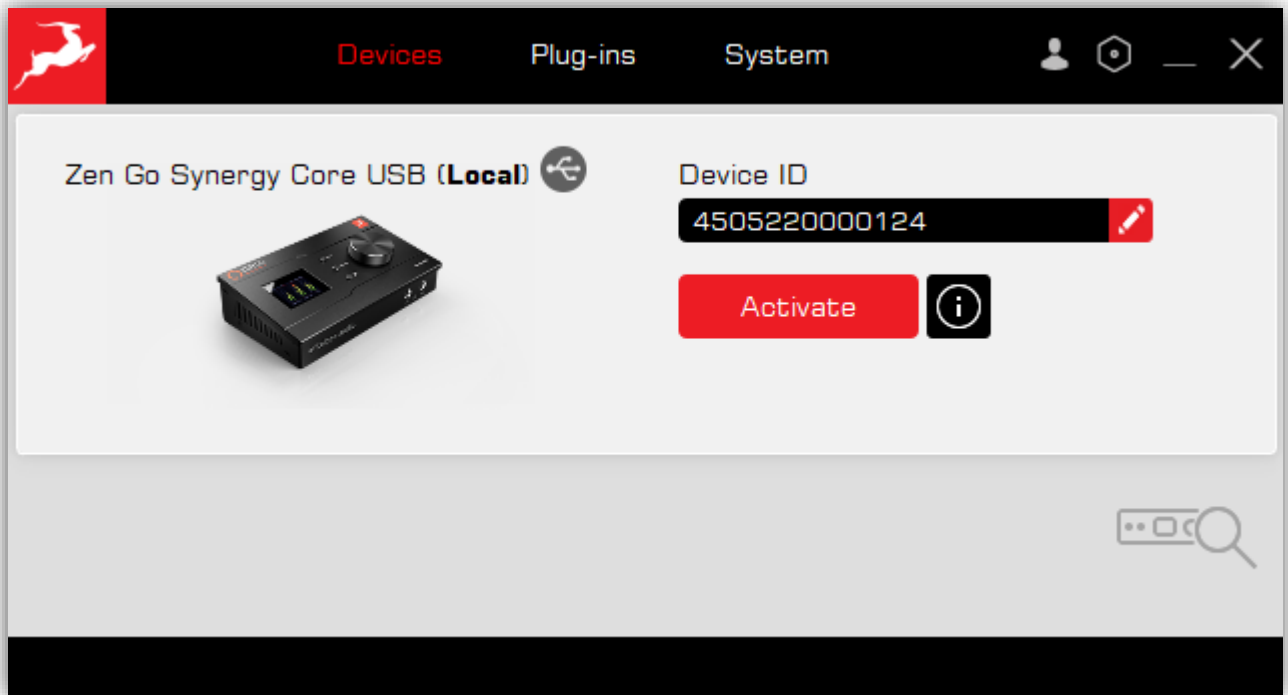 Devices Plug-ins System
Zen Go Synergy Core USB (Local)
Device ID
4505220000124
Activate